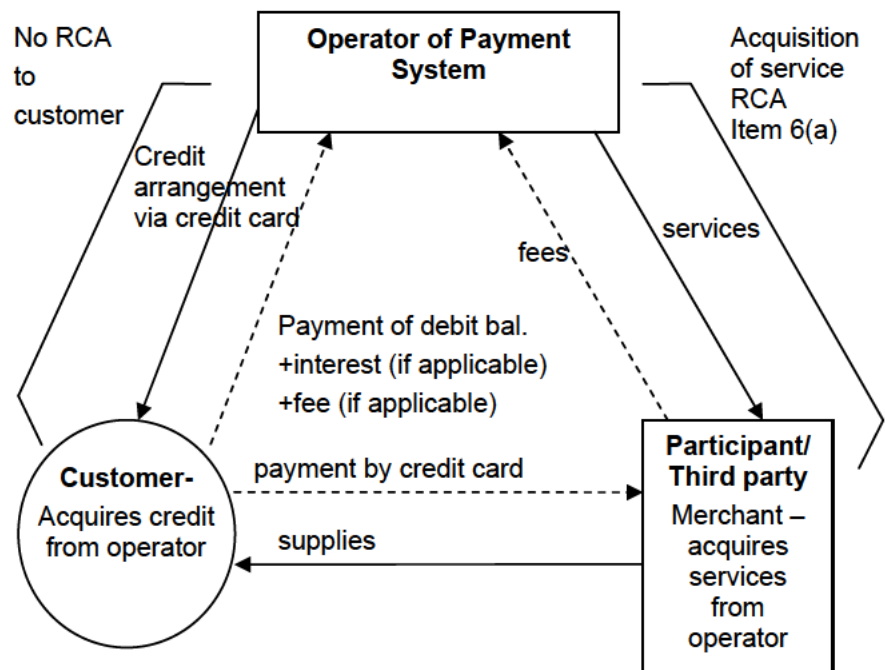 No RCA
to
customer
Operator of Payment
System
Acquisition
of service
RCA
Item 6(a)
Credit
arrangement
via credit card
fees
services
Payment of debit bal.
+interest (if applicable)
+fee (if applicable)
Customer-
Acquires credit
from operator
payment by credit card
supplies
Participant/
Third party
Merchant –
acquires
services
from
operator